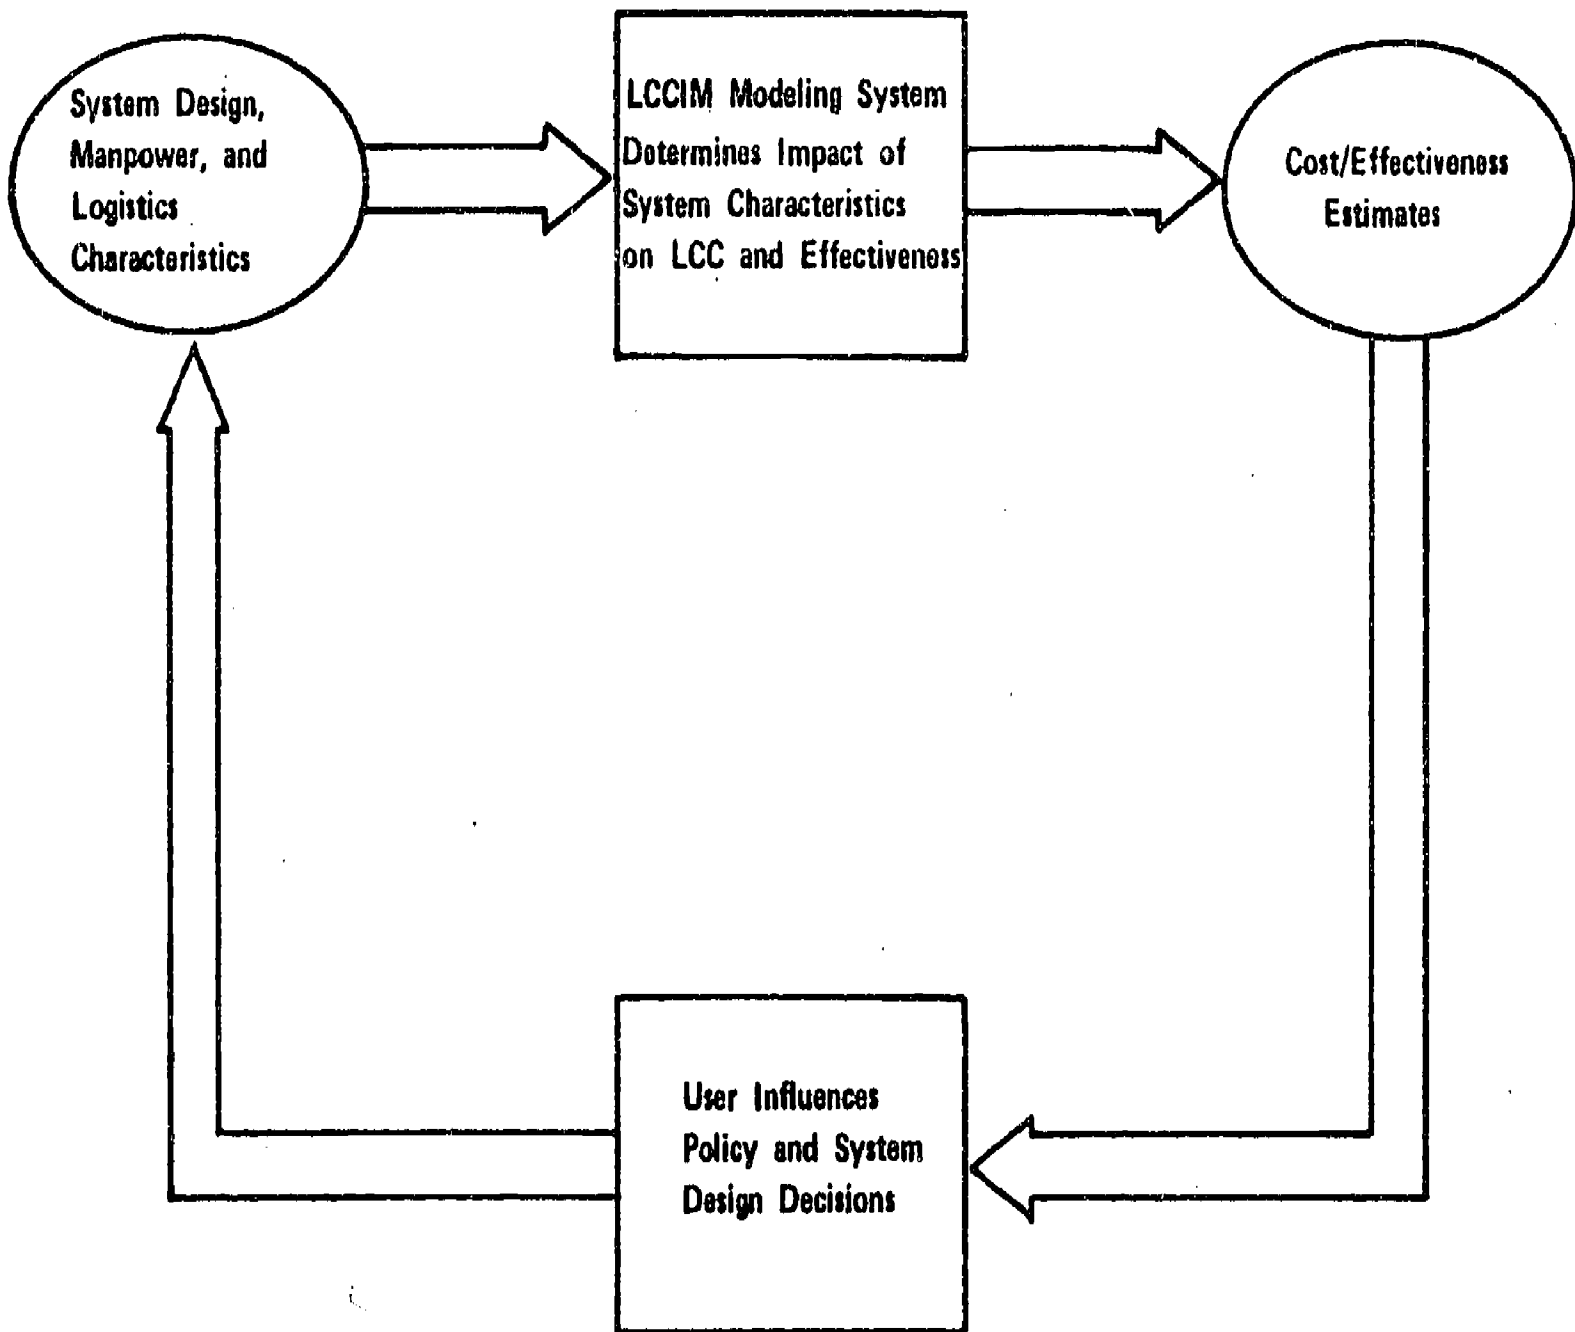 System Design,
Manpower, and
Logistics
Characteristics
LCCIM Modeling System
Determines Impact of
System Characteristics
on LCC and Effectiveness
Cost/Effectiveness
Estimates
User Influences
Policy and System
Design Decisions